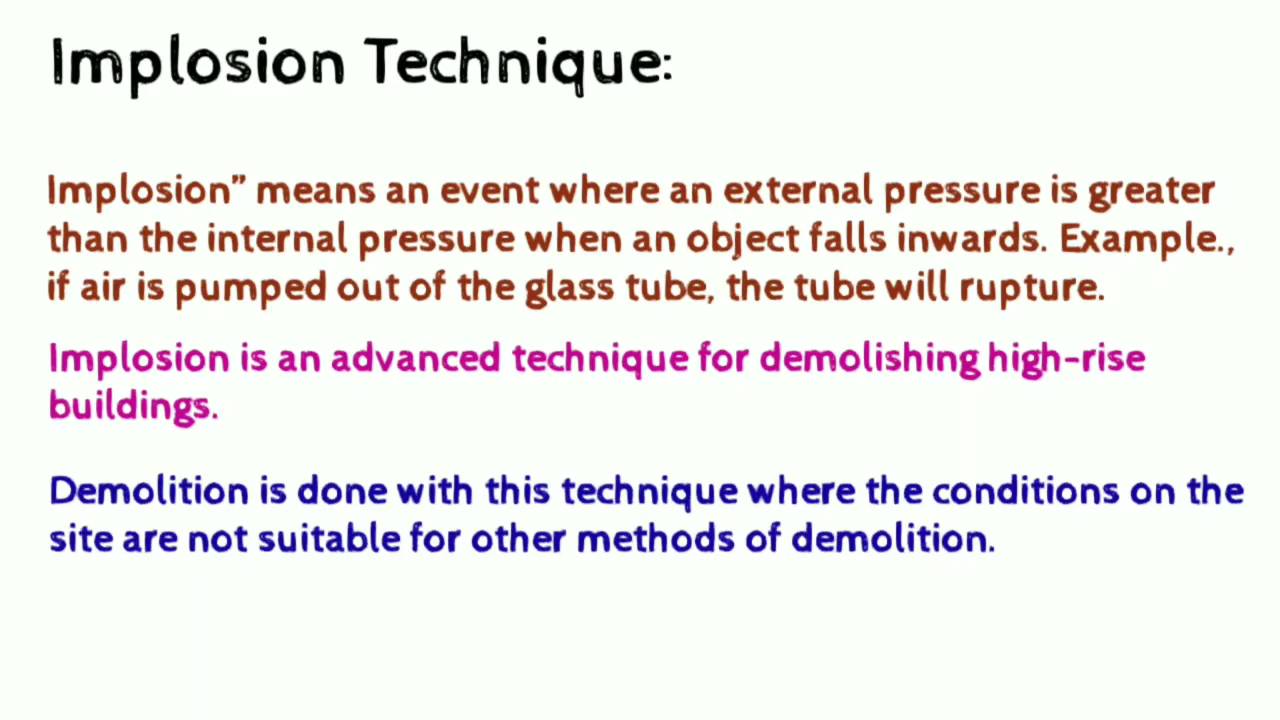 Implosion Technique:
Implosion” means an event where an external pressure is greater
than the internal pressure when an object falls inwards. Example.,
if air is pumped out of the glass tube, the tube will rupture.
Implosion is an advanced technique for demolishing high-rise
buildings.
Demolition is done with this technique where the conditions on the
site are not suitable for other methods of demolition.